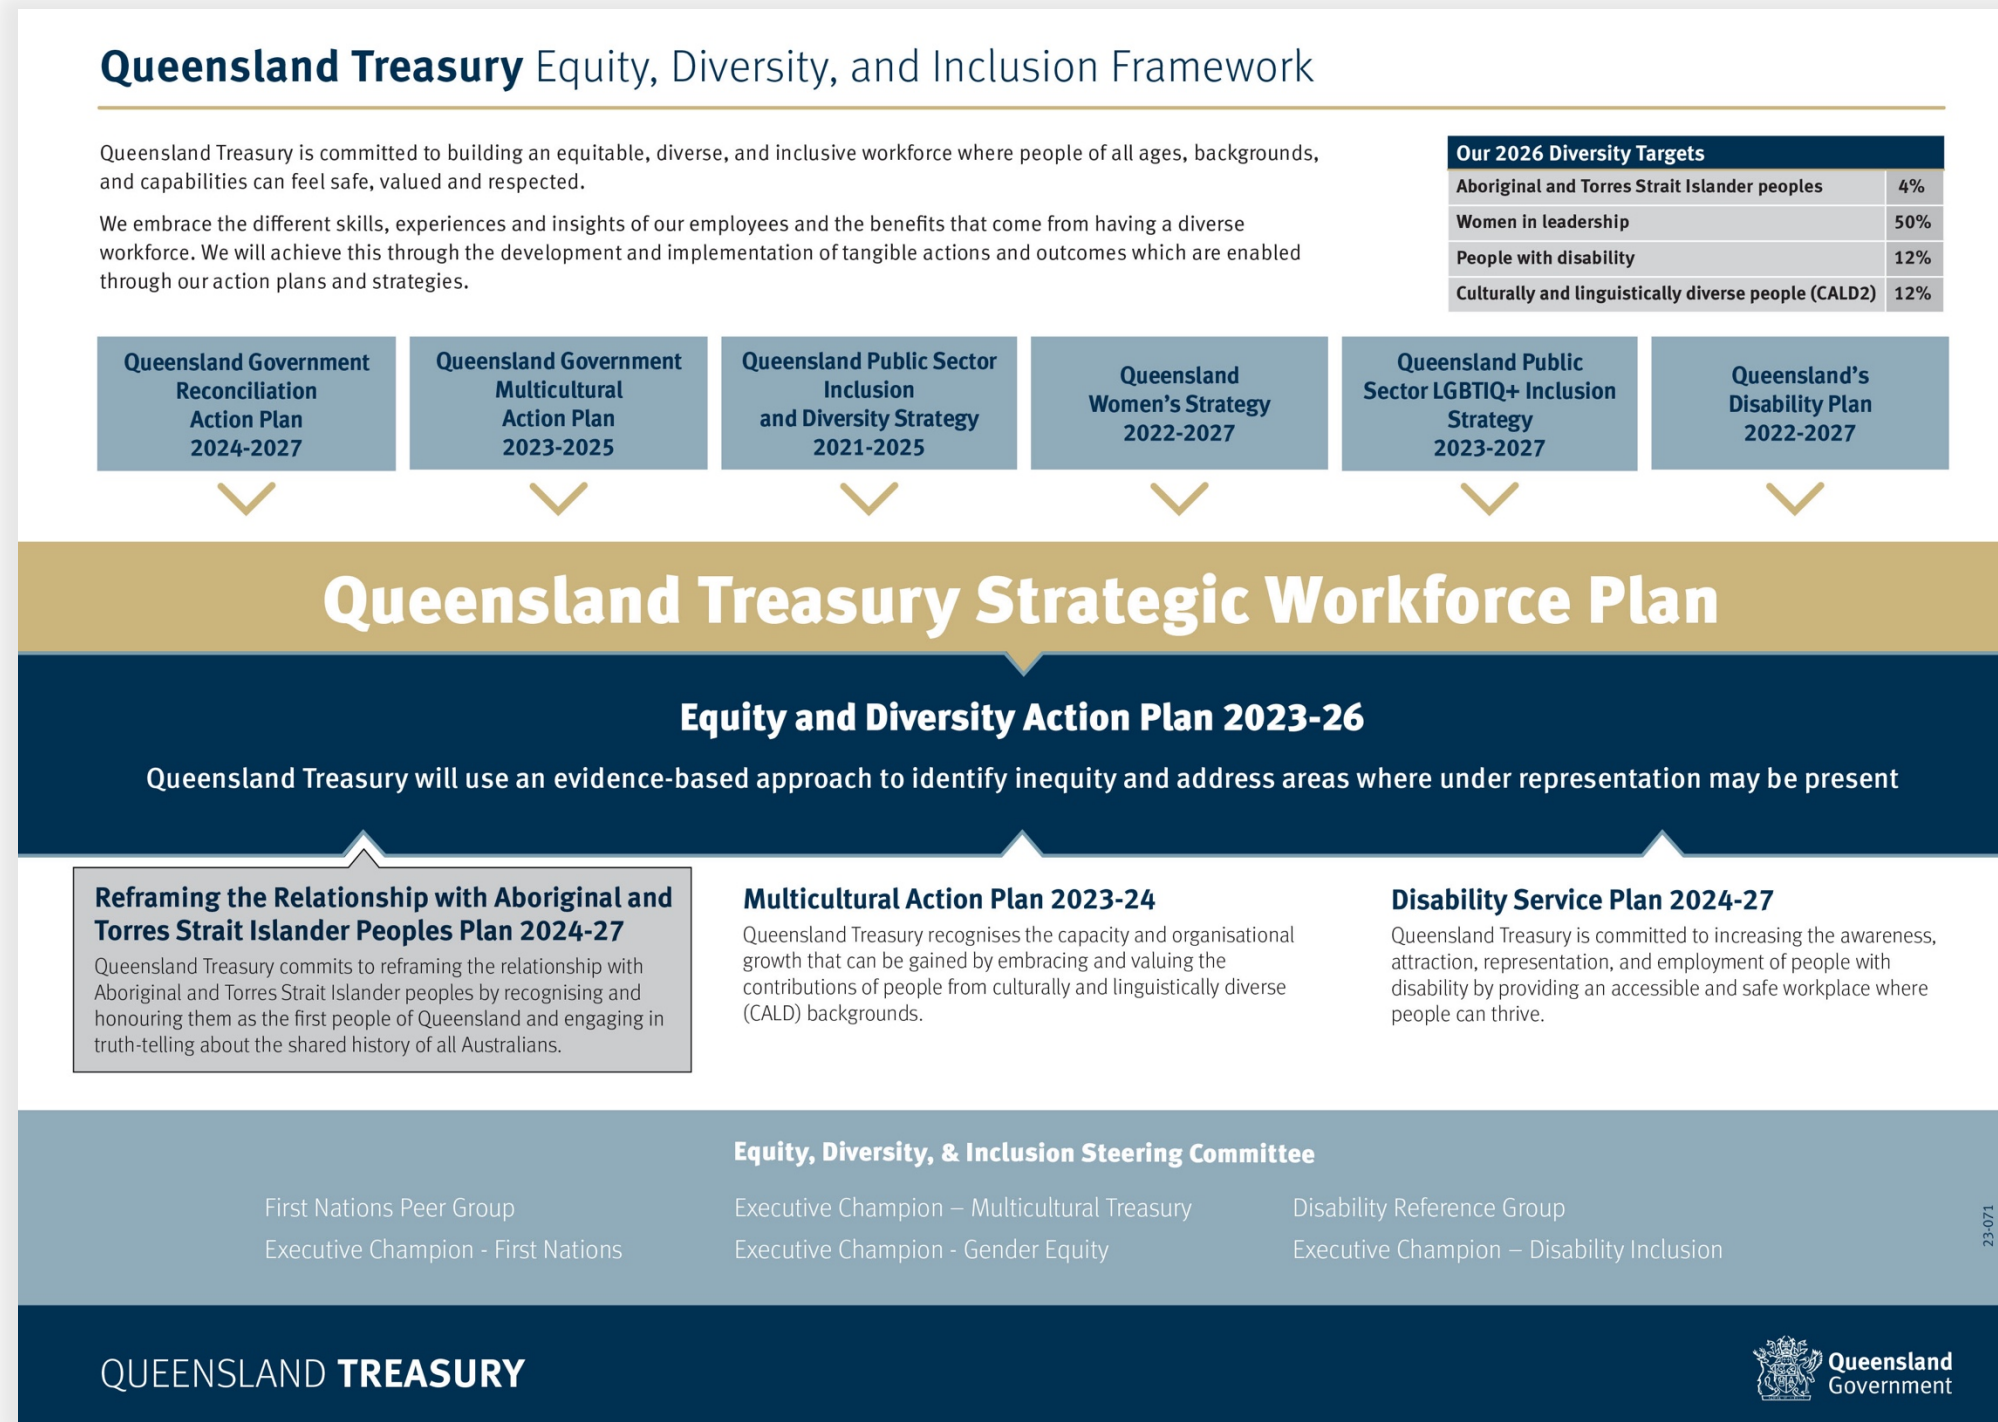 Queensland Treasury Equity, Diversity, and Inclusion Framework
Queensland Treasury is committed to building an equitable, diverse, and inclusive workforce where people of all ages, backgrounds,
and capabilities can feel safe, valued and respected.
We embrace the different skills, experiences and insights of our employees and the benefits that come from having a diverse
workforce. We will achieve this through the development and implementation of tangible actions and outcomes which are enabled
through our action plans and strategies.
Our 2026 Diversity Targets
Aboriginal and Torres Strait Islander peoples 4%
Women in leadership 50%
People with disability 12%
Culturally and linguistically diverse people (CALD2) 12%
Queensland Government
Reconciliation
Action Plan
2024-2027
Queensland Government
Multicultural
Action Plan
2023-2025
Queensland Public Sector
Inclusion
and Diversity Strategy
2021-2025
Queensland
Women's Strategy
2022-2027
Queensland Public
Sector LGBTIQ+ Inclusion
Strategy
2023-2027
Queensland's
Disability Plan
2022-2027
Queensland Treasury Strategic Workforce Plan
Equity and Diversity Action Plan 2023-26
Queensland Treasury will use an evidence-based approach to identify inequity and address areas where under representation may be present
Reframing the Relationship with Aboriginal and
Torres Strait Islander Peoples Plan 2024-27
Queensland Treasury commits to reframing the relationship with
Aboriginal and Torres Strait Islander peoples by recognising and
honouring them as the first people of Queensland and engaging in
truth-telling about the shared history of all Australians.
Multicultural Action Plan 2023-24
Queensland Treasury recognises the capacity and organisational
growth that can be gained by embracing and valuing the
contributions of people from culturally and linguistically diverse
(CALD) backgrounds.
Disability Service Plan 2024-27
Queensland Treasury is committed to increasing the awareness,
attraction, representation, and employment of people with
disability by providing an accessible and safe workplace where
people can thrive.
Equity, Diversity, & Inclusion Steering Committee
First Nations Peer Group
Executive Champion - First Nations
Executive Champion – Multicultural Treasury
Executive Champion - Gender Equity
Disability Reference Group
Executive Champion – Disability Inclusion
23-071
QUEENSLAND TREASURY
Queensland
Government